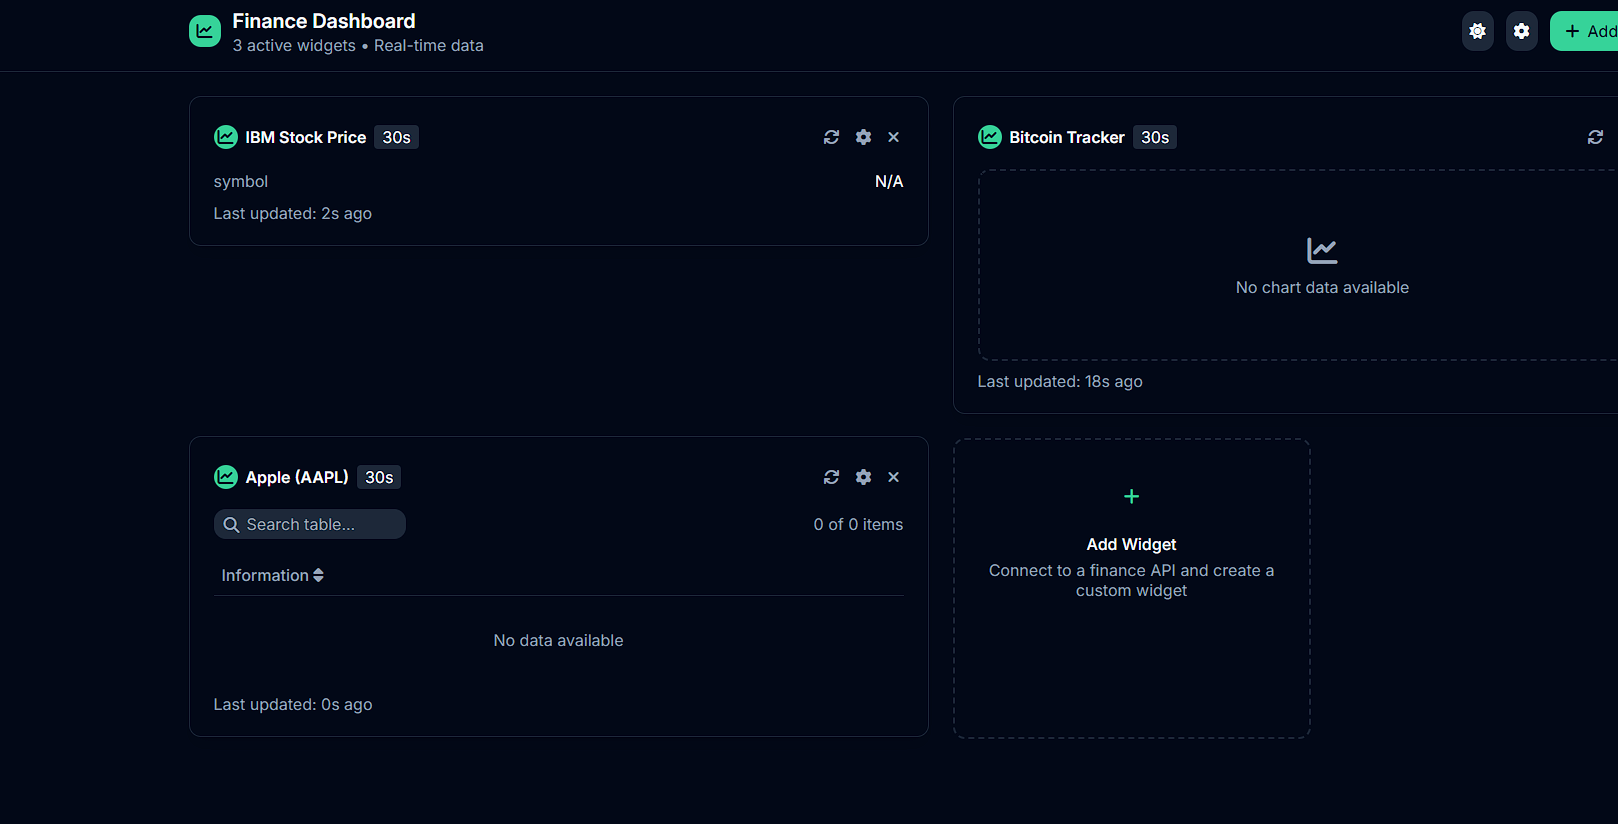 Finance Dashboard
3 active widgets • Real-time data
+ Add
IBM Stock Price 30s
symbol N/A
Last updated: 2s ago
Bitcoin Tracker 30s
No chart data available
Last updated: 18s ago
Apple (AAPL) 30s
Search table... 0 of 0 items
Information
No data available
Last updated: 0s ago
+
Add Widget
Connect to a finance API and create a
custom widget